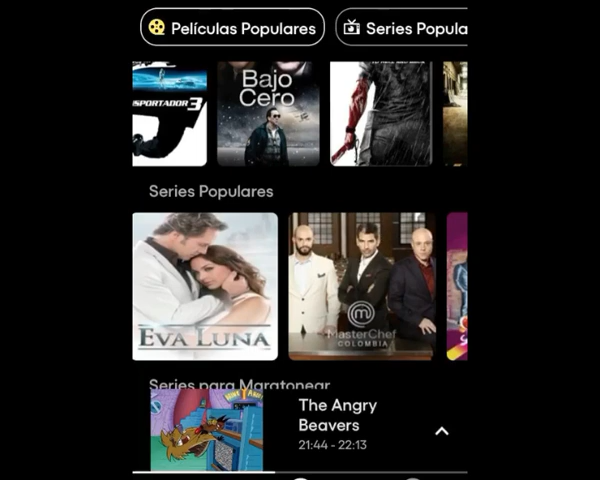 Películas Populares
Series Popula
SPORTADOR 3
Bajo
Cero
Series Populares
EVA LUNA
MasterChef
COLOMBIA
Series para Maratonear
The Angry
Beavers
21:44 - 22:13